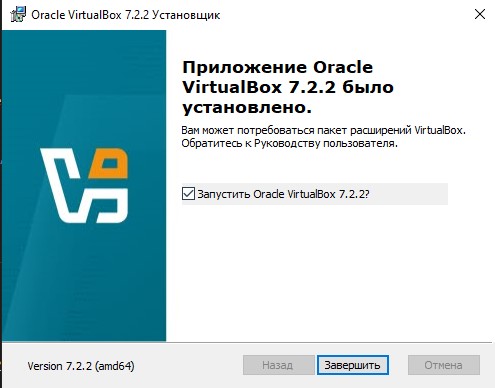 Oracle VirtualBox 7.2.2 Установщик
Приложение Oracle
VirtualBox 7.2.2 было
установлено.
Вам может потребоваться пакет расширений VirtualBox.
Обратитесь к Руководству пользователя.
Запустить Oracle VirtualBox 7.2.2?
Version 7.2.2 (amd64)
Назад
Завершить
Отмена